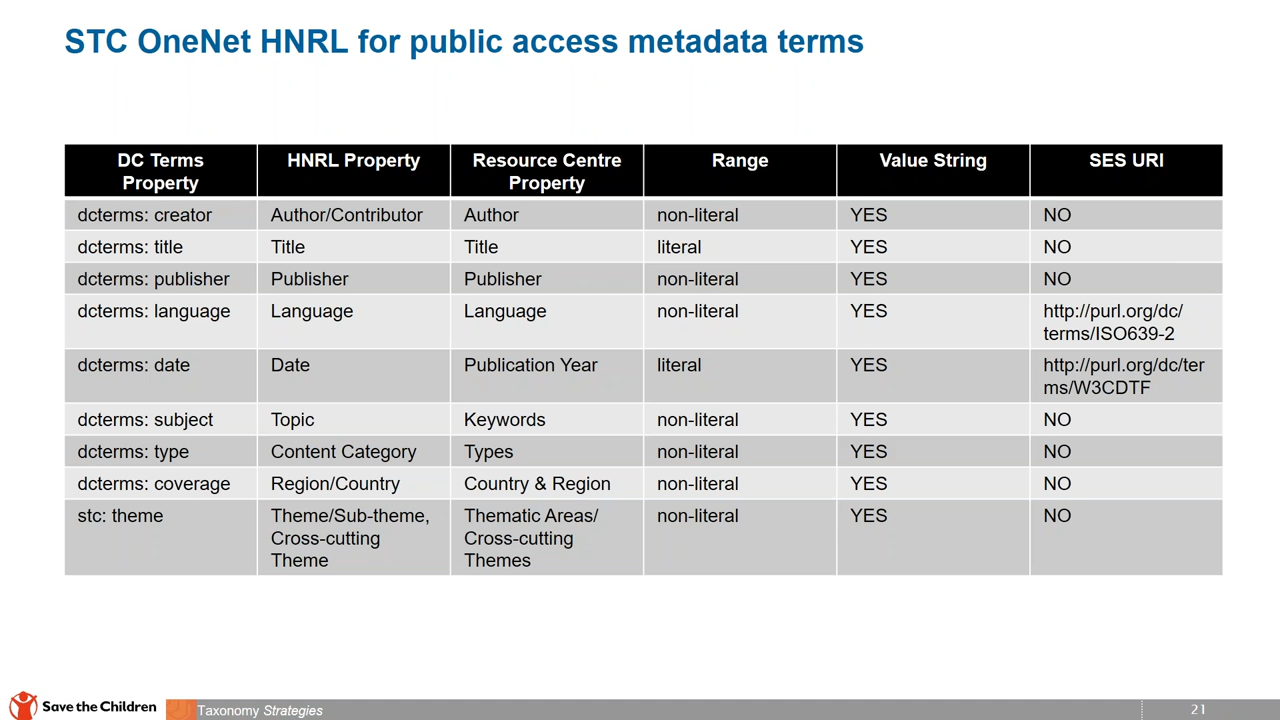 STC OneNet HNRL for public access metadata terms
DC Terms Property | HNRL Property | Resource Centre Property | Range | Value String | SES URI
dcterms: creator | Author/Contributor | Author | non-literal | YES | NO
dcterms: title | Title | Title | literal | YES | NO
dcterms: publisher | Publisher | Publisher | non-literal | YES | NO
dcterms: language | Language | Language | non-literal | YES | http://purl.org/dc/terms/ISO639-2
dcterms: date | Date | Publication Year | literal | YES | http://purl.org/dc/terms/W3CDTF
dcterms: subject | Topic | Keywords | non-literal | YES | NO
dcterms: type | Content Category | Types | non-literal | YES | NO
dcterms: coverage | Region/Country | Country & Region | non-literal | YES | NO
stc: theme | Theme/Sub-theme, Cross-cutting Theme | Thematic Areas/ Cross-cutting Themes | non-literal | YES | NO
Save the Children
Taxonomy Strategies
21